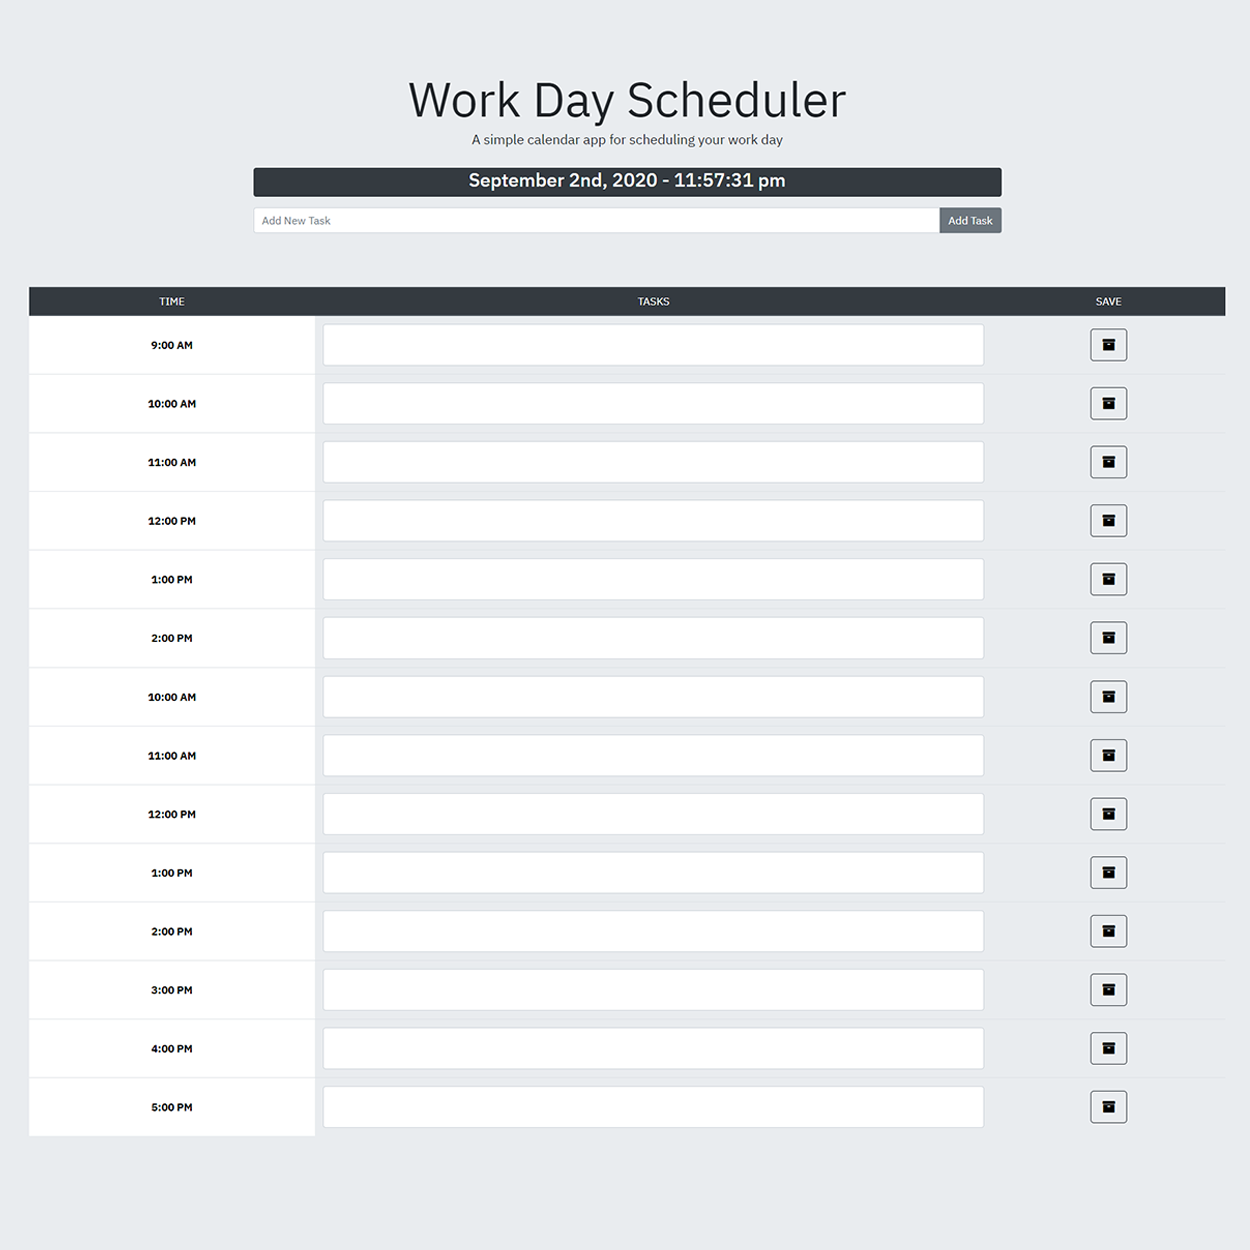 Work Day Scheduler
A simple calendar app for scheduling your work day
September 2nd, 2020 - 11:57:31 pm
Add New Task Add Task
TIME TASKS SAVE
9:00 AM
10:00 AM
11:00 AM
12:00 PM
1:00 PM
2:00 PM
10:00 AM
11:00 AM
12:00 PM
1:00 PM
2:00 PM
3:00 PM
4:00 PM
5:00 PM